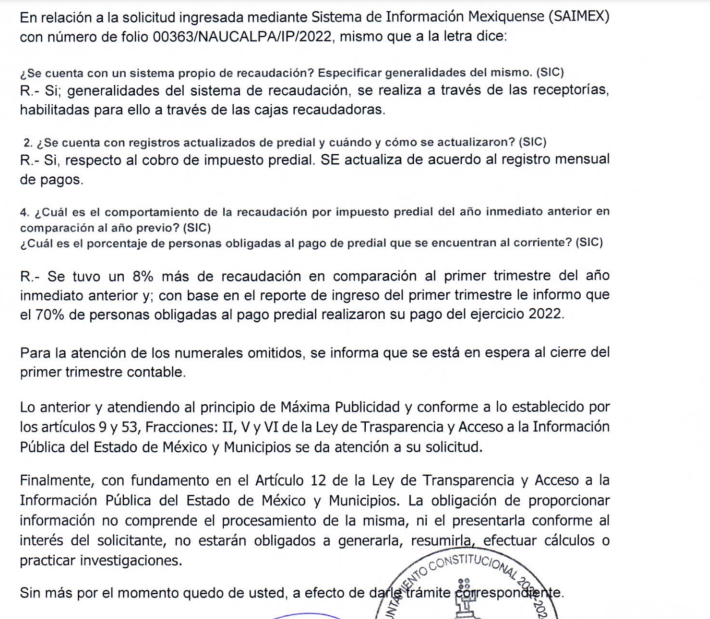 En relación a la solicitud ingresada mediante Sistema de Información Mexiquense (SAIMEX)
con número de folio 00363/NAUCALPA/IP/2022, mismo que a la letra dice:
¿Se cuenta con un sistema propio de recaudación? Especificar generalidades del mismo. (SIC)
R.- Si; generalidades del sistema de recaudación, se realiza a través de las receptorías,
habilitadas para ello a través de las cajas recaudadoras.
2. ¿Se cuenta con registros actualizados de predial y cuándo y cómo se actualizaron? (SIC)
R.- Si, respecto al cobro de impuesto predial. SE actualiza de acuerdo al registro mensual
de pagos.
4. ¿Cuál es el comportamiento de la recaudación por impuesto predial del año inmediato anterior en
comparación al año previo? (SIC)
¿Cuál es el porcentaje de personas obligadas al pago de predial que se encuentran al corriente? (SIC)
R.- Se tuvo un 8% más de recaudación en comparación al primer trimestre del año
inmediato anterior y; con base en el reporte de ingreso del primer trimestre le informo que
el 70% de personas obligadas al pago predial realizaron su pago del ejercicio 2022.
Para la atención de los numerales omitidos, se informa que se está en espera al cierre del
primer trimestre contable.
Lo anterior y atendiendo al principio de Máxima Publicidad y conforme a lo establecido por
los artículos 9 y 53, Fracciones: II, V y VI de la Ley de Trasparencia y Acceso a la Información
Pública del Estado de México y Municipios se da atención a su solicitud.
Finalmente, con fundamento en el Artículo 12 de la Ley de Transparencia y Acceso a la
Información Pública del Estado de México y Municipios. La obligación de proporcionar
información no comprende el procesamiento de la misma, ni el presentarla conforme al
interés del solicitante, no estarán obligados a generarla, resumirla, efectuar cálculos o
practicar investigaciones.
Sin más por el momento quedo de usted, a efecto de darle trámite correspondiente.
CONSTITUCIONAL